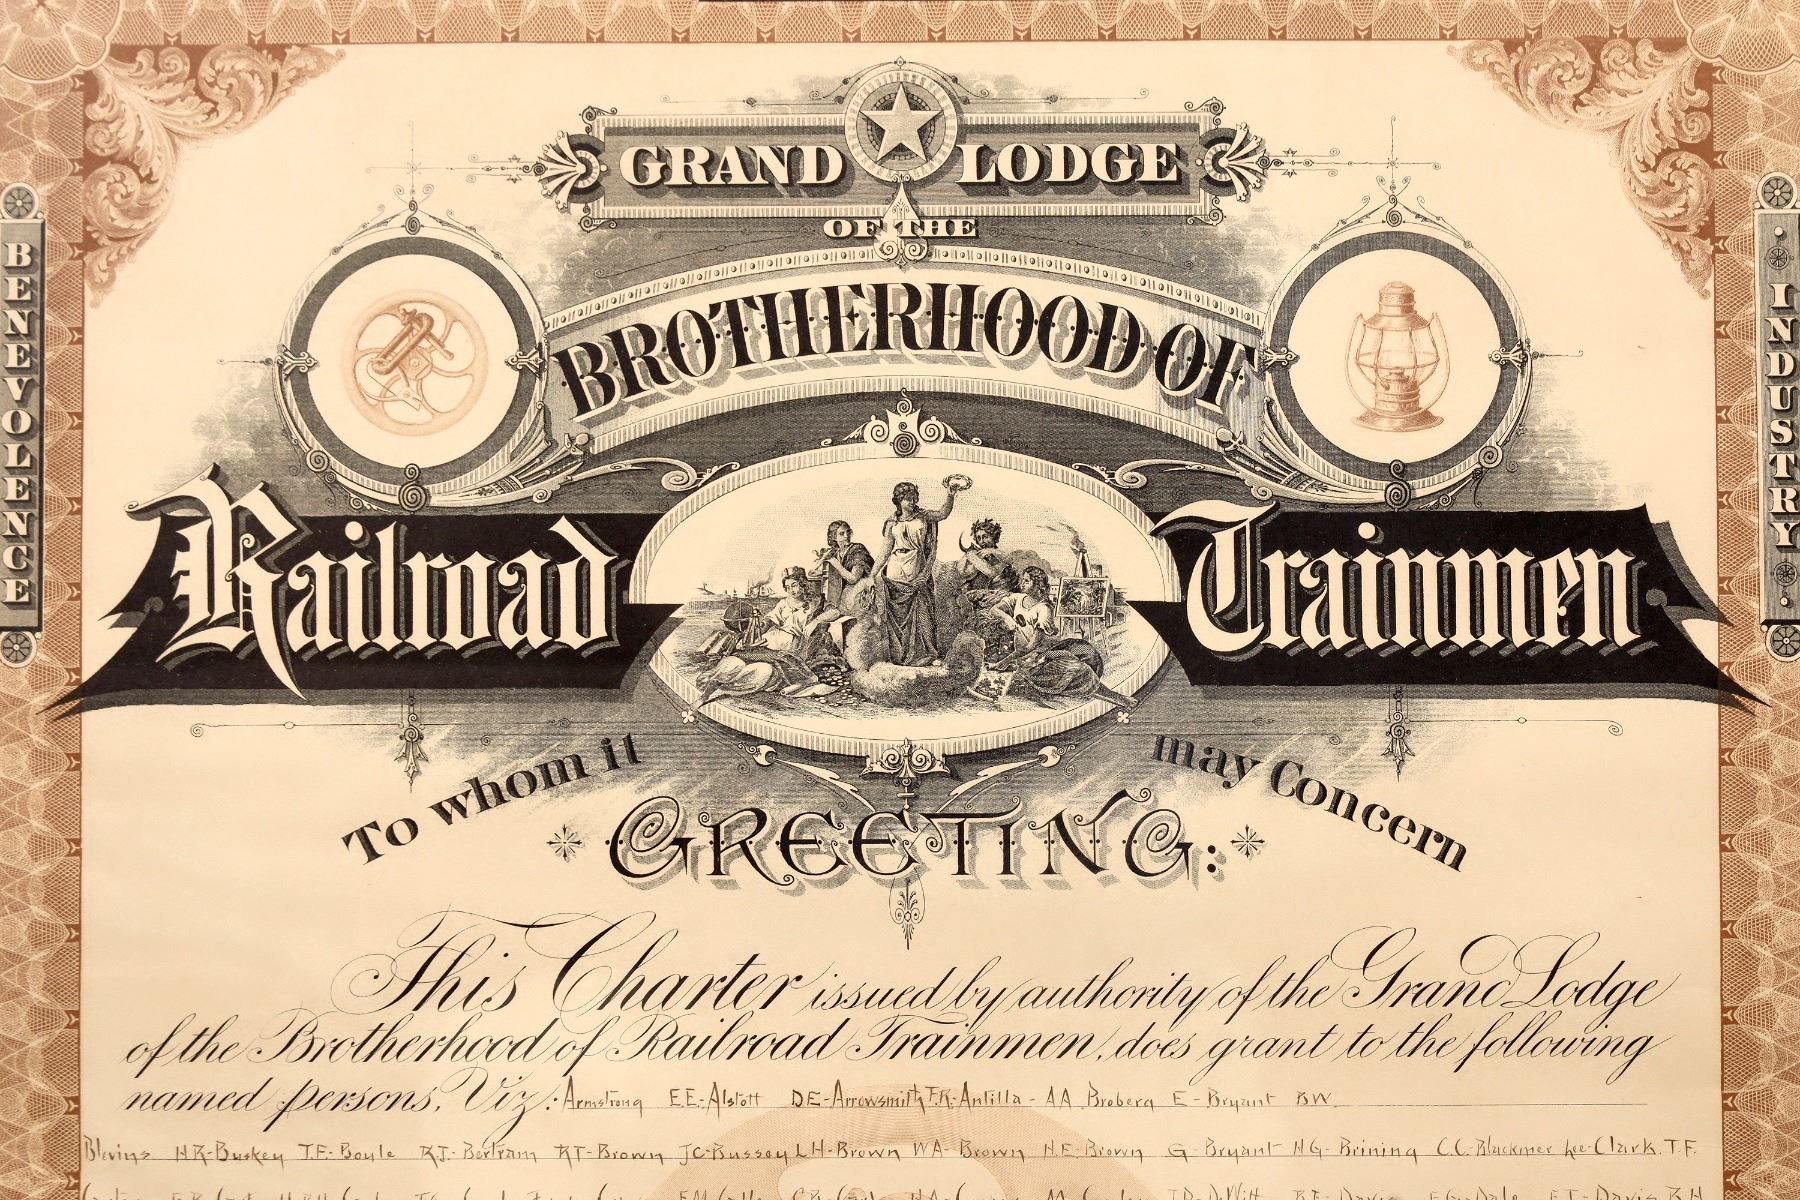 GRAND LODGE
OF THE
BROTHERHOOD OF
Railroad Trainmen
BENEVOLENCE
INDUSTRY
To whom it may Concern
GREETING:
This Charter issued by authority of the Grand Lodge
of the Brotherhood of Railroad Trainmen, does grant to the following
named persons, Viz: Armstrong E.E-Alstott D.E-Arrowsmith F.R-Antilla - A.A. Broberg E-Bryant B.W.
Blevins H.R-Buskey T.F.-Boyle R.J.-Bertram R.T-Brown J.C-Bussey L.H-Brown W.A-Brown H.E-Brown G-Bryant H.G-Brining C.C.-Blackmer Lee-Clark. T.F.